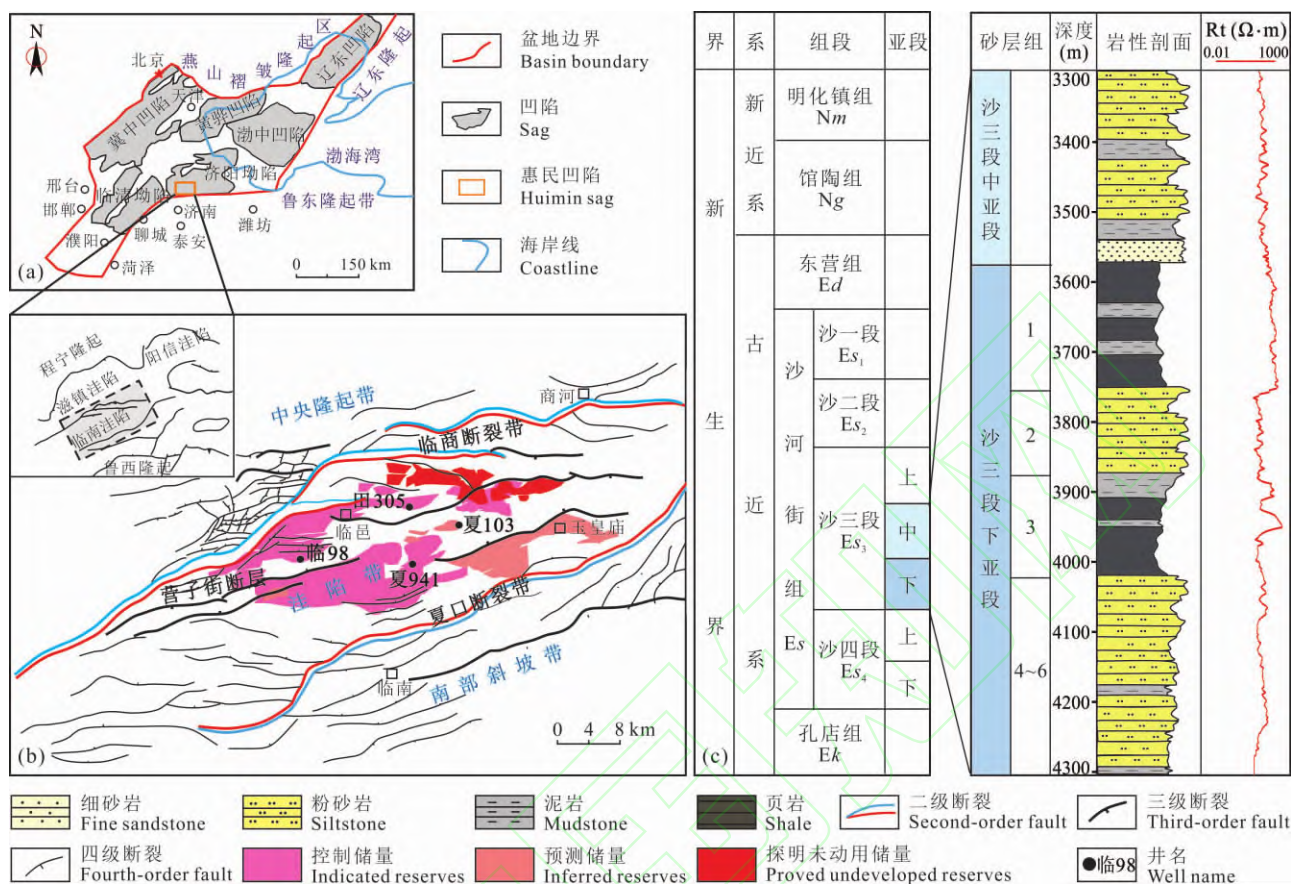 N
北京
燕山褶皱隆起区
辽东凹陷
辽东隆起
天津
冀中凹陷
黄骅凹陷
渤中凹陷
渤海湾
济阳坳陷
临清坳陷
鲁东隆起带
邢台
邯郸
濮阳
聊城
济南
泰安
潍坊
菏泽
0 150 km
(a)
盆地边界
Basin boundary
凹陷
Sag
惠民凹陷
Huimin sag
海岸线
Coastline
程宁隆起
阳信洼陷
滋镇洼陷
临南洼陷
鲁西隆起
中央隆起带
商河
临商断裂带
田305
临邑
夏103
玉皇庙
临98
夏941
营子街断层
洼陷带
夏口断裂带
临南
南部斜坡带
0 4 8 km
(b)
界
系
组段
亚段
新生界
新近系
明化镇组
Nm
馆陶组
Ng
古近系
东营组
Ed
沙河街组
Es
沙一段
Es1
沙二段
Es2
沙三段
Es3
上
中
下
沙四段
Es4
上
下
孔店组
Ek
(c)
砂层组
深度
(m)
岩性剖面
Rt (Ω·m)
0.01 1000
沙三段中亚段
沙三段下亚段
1
2
3
4~6
3300
3400
3500
3600
3700
3800
3900
4000
4100
4200
4300
细砂岩
Fine sandstone
粉砂岩
Siltstone
泥岩
Mudstone
页岩
Shale
二级断裂
Second-order fault
三级断裂
Third-order fault
四级断裂
Fourth-order fault
控制储量
Indicated reserves
预测储量
Inferred reserves
探明未动用储量
Proved undeveloped reserves
临98
井名
Well name